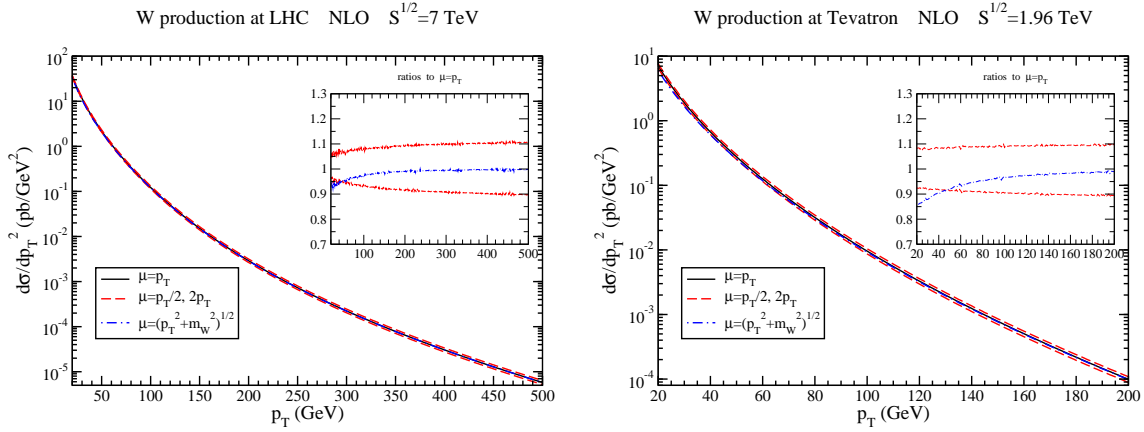 W production at LHC NLO S^1/2=7 TeV
10^2
10^1
10^0
10^-1
10^-2
10^-3
10^-4
10^-5
dσ/dp_T^2 (pb/GeV^2)
ratios to μ=p_T
1.3
1.2
1.1
1
0.9
0.8
0.7
100 200 300 400 500
μ=p_T
μ=p_T/2, 2p_T
μ=(p_T^2+m_W^2)^1/2
50 100 150 200 250 300 350 400 450 500
p_T (GeV)
W production at Tevatron NLO S^1/2=1.96 TeV
10^1
10^0
10^-1
10^-2
10^-3
10^-4
dσ/dp_T^2 (pb/GeV^2)
ratios to μ=p_T
1.3
1.2
1.1
1
0.9
0.8
0.7
20 40 60 80 100 120 140 160 180 200
μ=p_T
μ=p_T/2, 2p_T
μ=(p_T^2+m_W^2)^1/2
20 40 60 80 100 120 140 160 180 200
p_T (GeV)